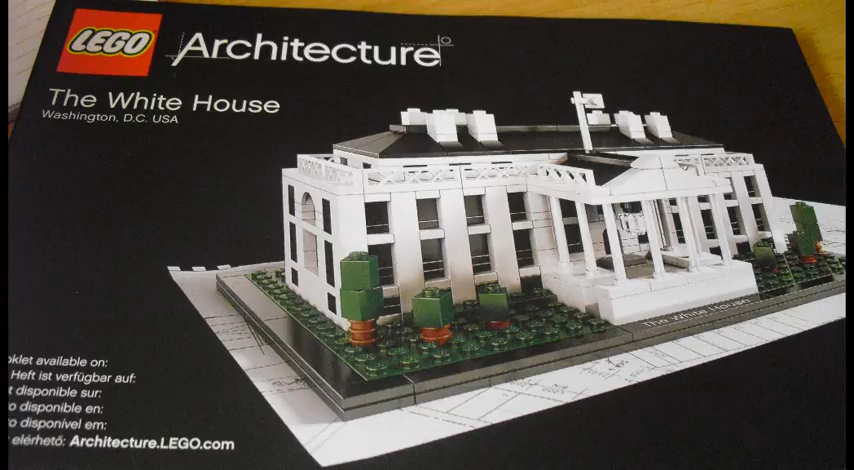 LEGO Architecture
The White House
Washington, D.C. USA
The White House
oklet available on:
Heft ist verfügbar auf:
t disponible sur:
o disponible en:
o disponível em:
elérhető: Architecture.LEGO.com